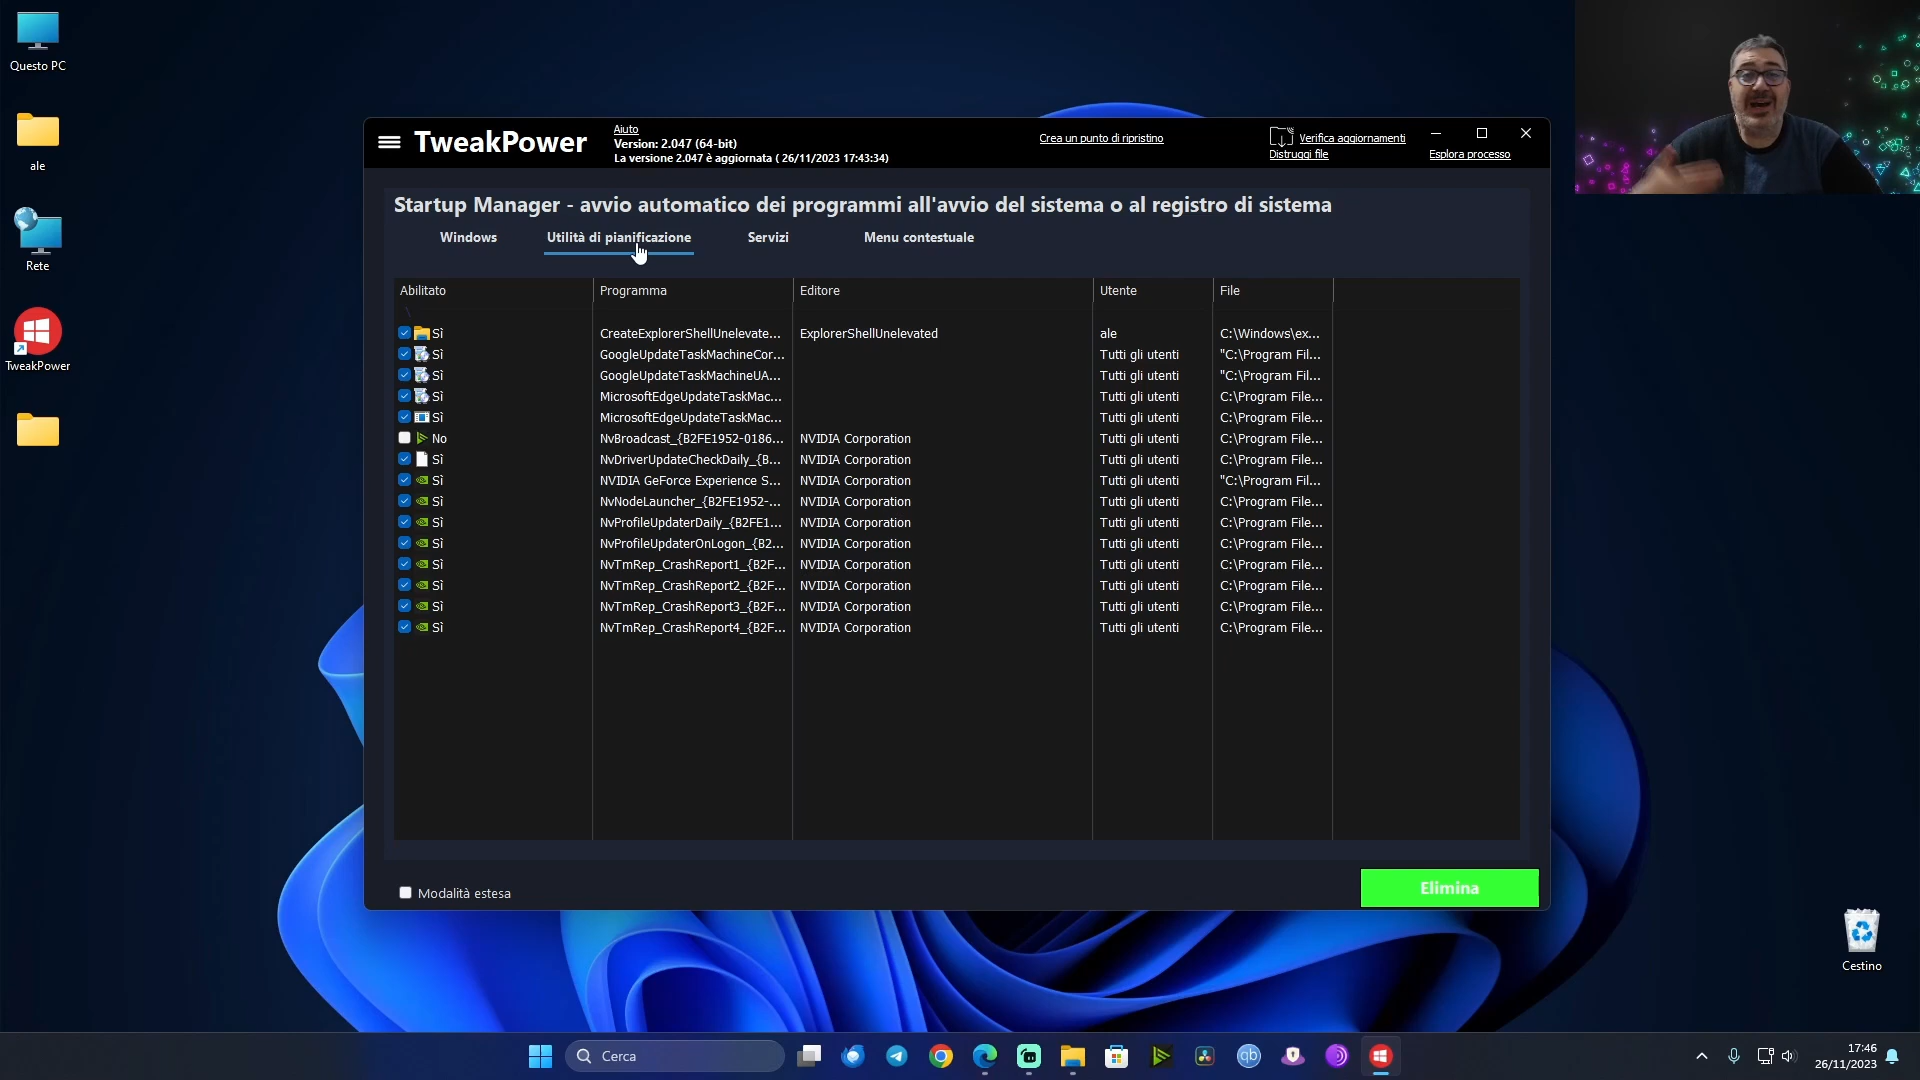 Questo PC
ale
Rete
TweakPower
TweakPower
Aiuto
Version: 2.047 (64-bit)
La versione 2.047 è aggiornata ( 26/11/2023 17:43:34)
Crea un punto di ripristino
Verifica aggiornamenti
Distruggi file
Esplora processo
Startup Manager - avvio automatico dei programmi all'avvio del sistema o al registro di sistema
Windows Utilità di pianificazione Servizi Menu contestuale
Abilitato Programma Editore Utente File
Sì CreateExplorerShellUnelevate... ExplorerShellUnelevated ale C:\Windows\ex...
Sì GoogleUpdateTaskMachineCor... Tutti gli utenti "C:\Program Fil...
Sì GoogleUpdateTaskMachineUA... Tutti gli utenti "C:\Program Fil...
Sì MicrosoftEdgeUpdateTaskMac... Tutti gli utenti C:\Program File...
Sì MicrosoftEdgeUpdateTaskMac... Tutti gli utenti C:\Program File...
No NvBroadcast_{B2FE1952-0186... NVIDIA Corporation Tutti gli utenti C:\Program File...
Sì NvDriverUpdateCheckDaily_{B... NVIDIA Corporation Tutti gli utenti C:\Program File...
Sì NVIDIA GeForce Experience S... NVIDIA Corporation Tutti gli utenti "C:\Program Fil...
Sì NvNodeLauncher_{B2FE1952-... NVIDIA Corporation Tutti gli utenti C:\Program File...
Sì NvProfileUpdaterDaily_{B2FE1... NVIDIA Corporation Tutti gli utenti C:\Program File...
Sì NvProfileUpdaterOnLogon_{B2... NVIDIA Corporation Tutti gli utenti C:\Program File...
Sì NvTmRep_CrashReport1_{B2F... NVIDIA Corporation Tutti gli utenti C:\Program File...
Sì NvTmRep_CrashReport2_{B2F... NVIDIA Corporation Tutti gli utenti C:\Program File...
Sì NvTmRep_CrashReport3_{B2F... NVIDIA Corporation Tutti gli utenti C:\Program File...
Sì NvTmRep_CrashReport4_{B2F... NVIDIA Corporation Tutti gli utenti C:\Program File...
Modalità estesa
Elimina
Cestino
Cerca
qb
17:46
26/11/2023